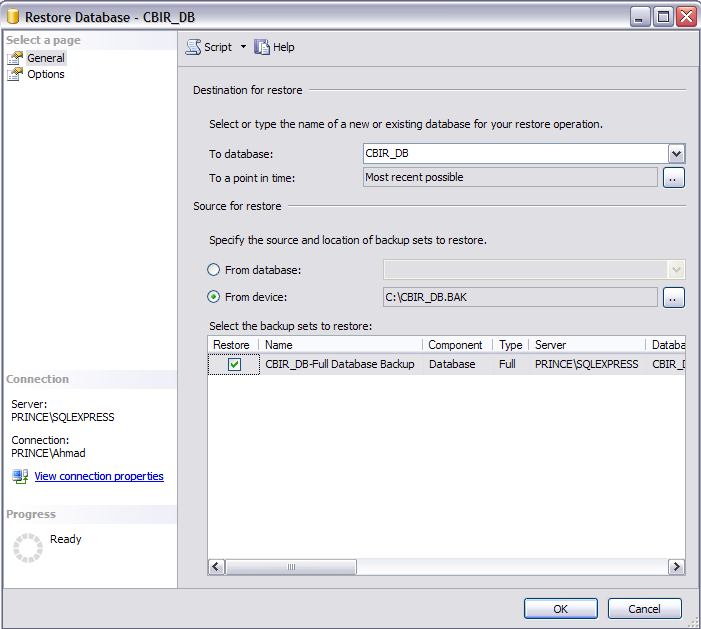 Restore Database - CBIR_DB
Select a page
General
Options
Script
Help
Destination for restore
Select or type the name of a new or existing database for your restore operation.
To database:
CBIR_DB
To a point in time:
Most recent possible
..
Source for restore
Specify the source and location of backup sets to restore.
From database:
From device:
C:\CBIR_DB.BAK
..
Select the backup sets to restore:
Restore Name Component Type Server Databa
CBIR_DB-Full Database Backup Database Full PRINCE\SQLEXPRESS CBIR_D
Connection
Server:
PRINCE\SQLEXPRESS
Connection:
PRINCE\Ahmad
View connection properties
Progress
Ready
OK
Cancel